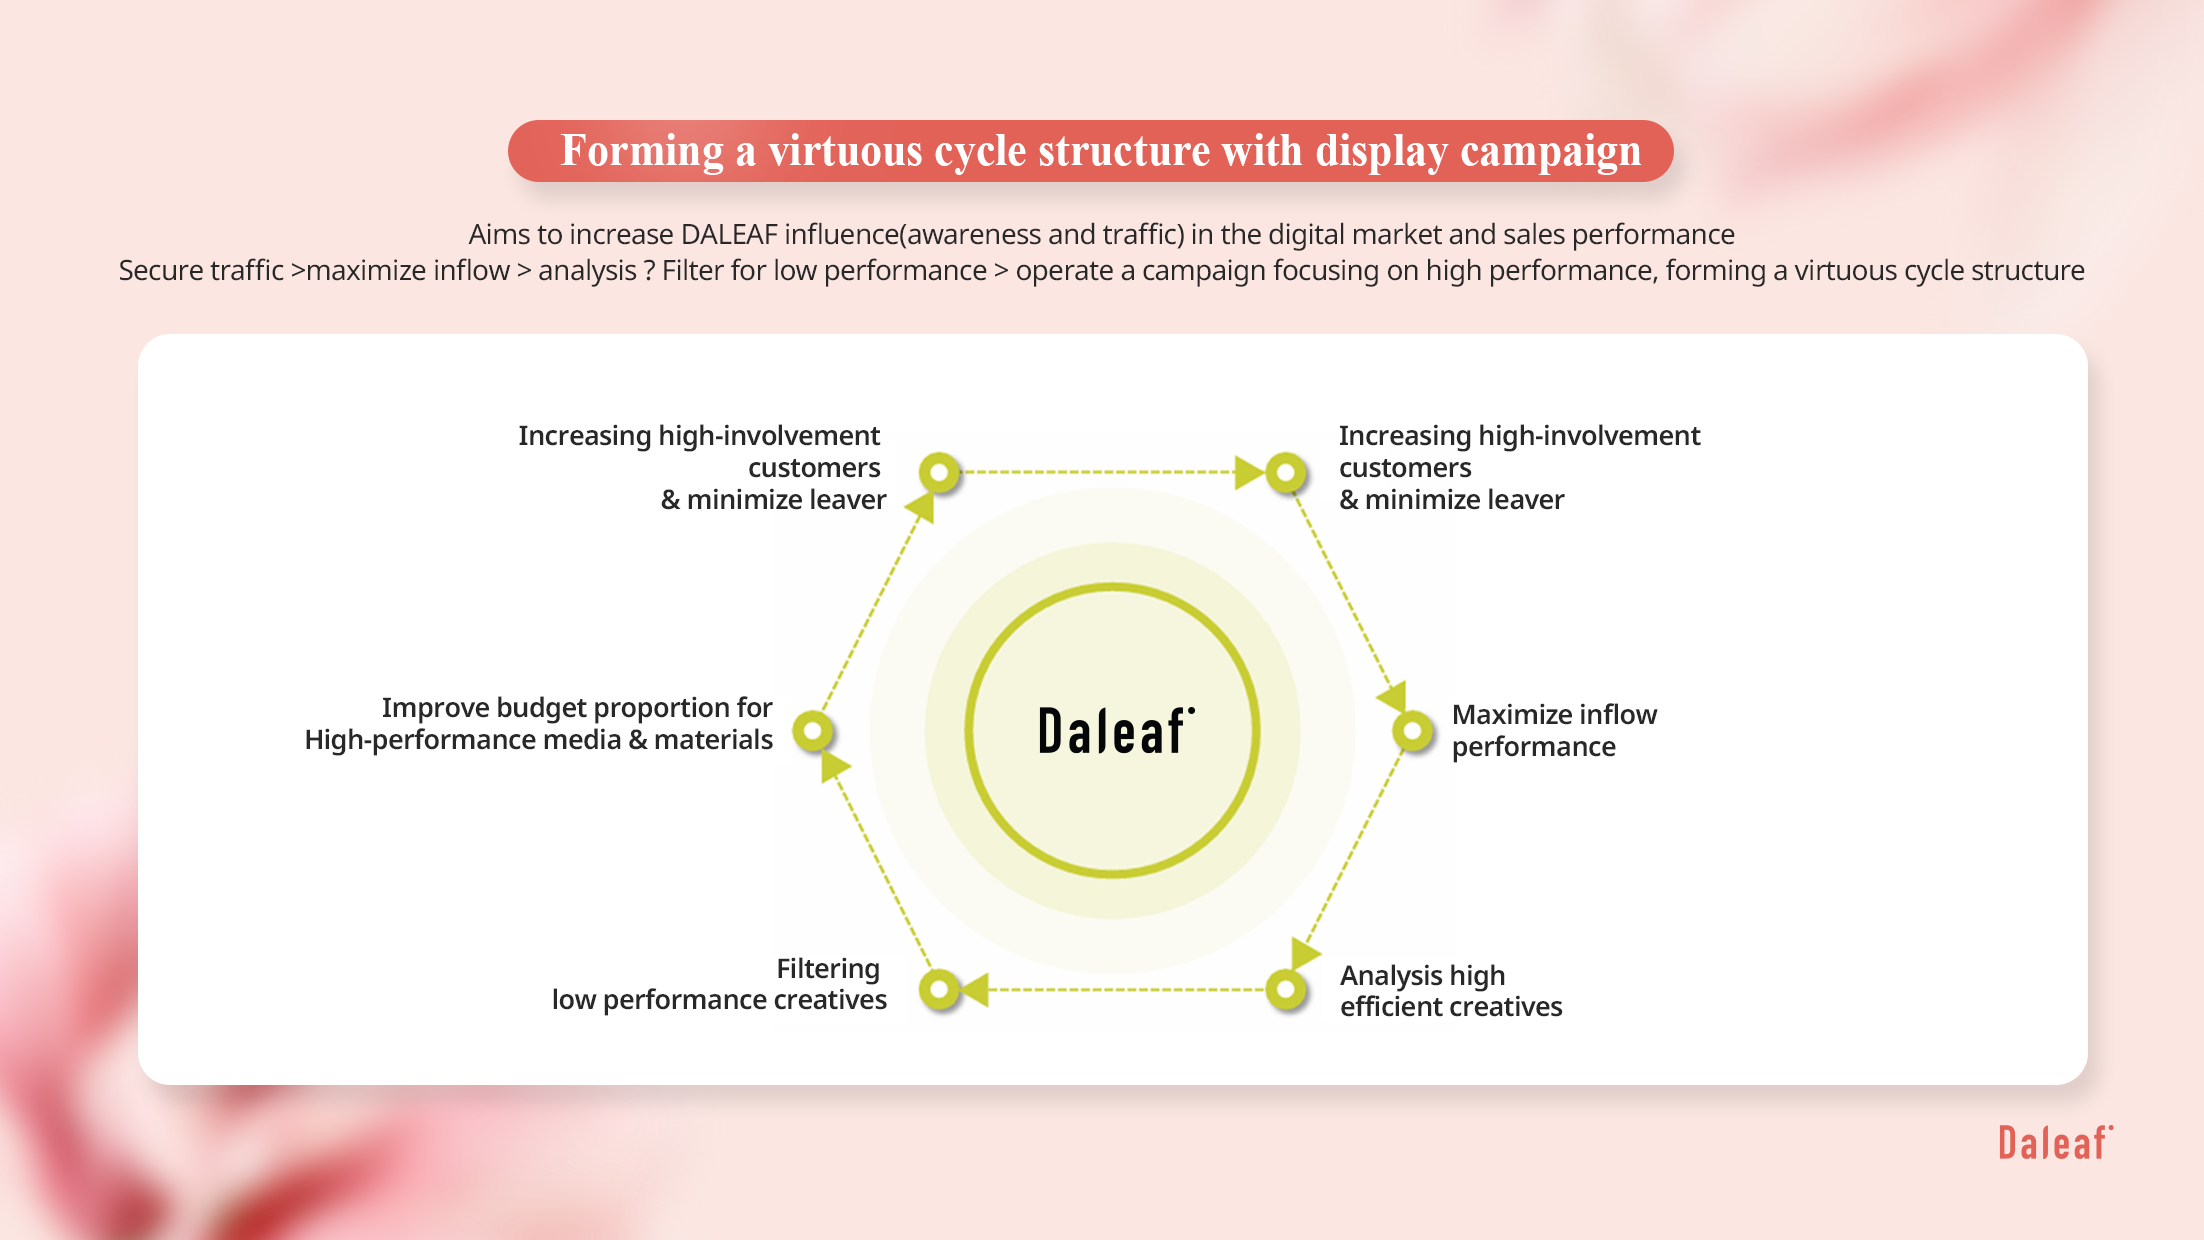 Forming a virtuous cycle structure with display campaign
Aims to increase DALEAF influence(awareness and traffic) in the digital market and sales performance
Secure traffic >maximize inflow > analysis ? Filter for low performance > operate a campaign focusing on high performance, forming a virtuous cycle structure
Increasing high-involvement
customers
& minimize leaver
Increasing high-involvement
customers
& minimize leaver
Improve budget proportion for
High-performance media & materials
Daleaf
Maximize inflow
performance
Filtering
low performance creatives
Analysis high
efficient creatives
Daleaf